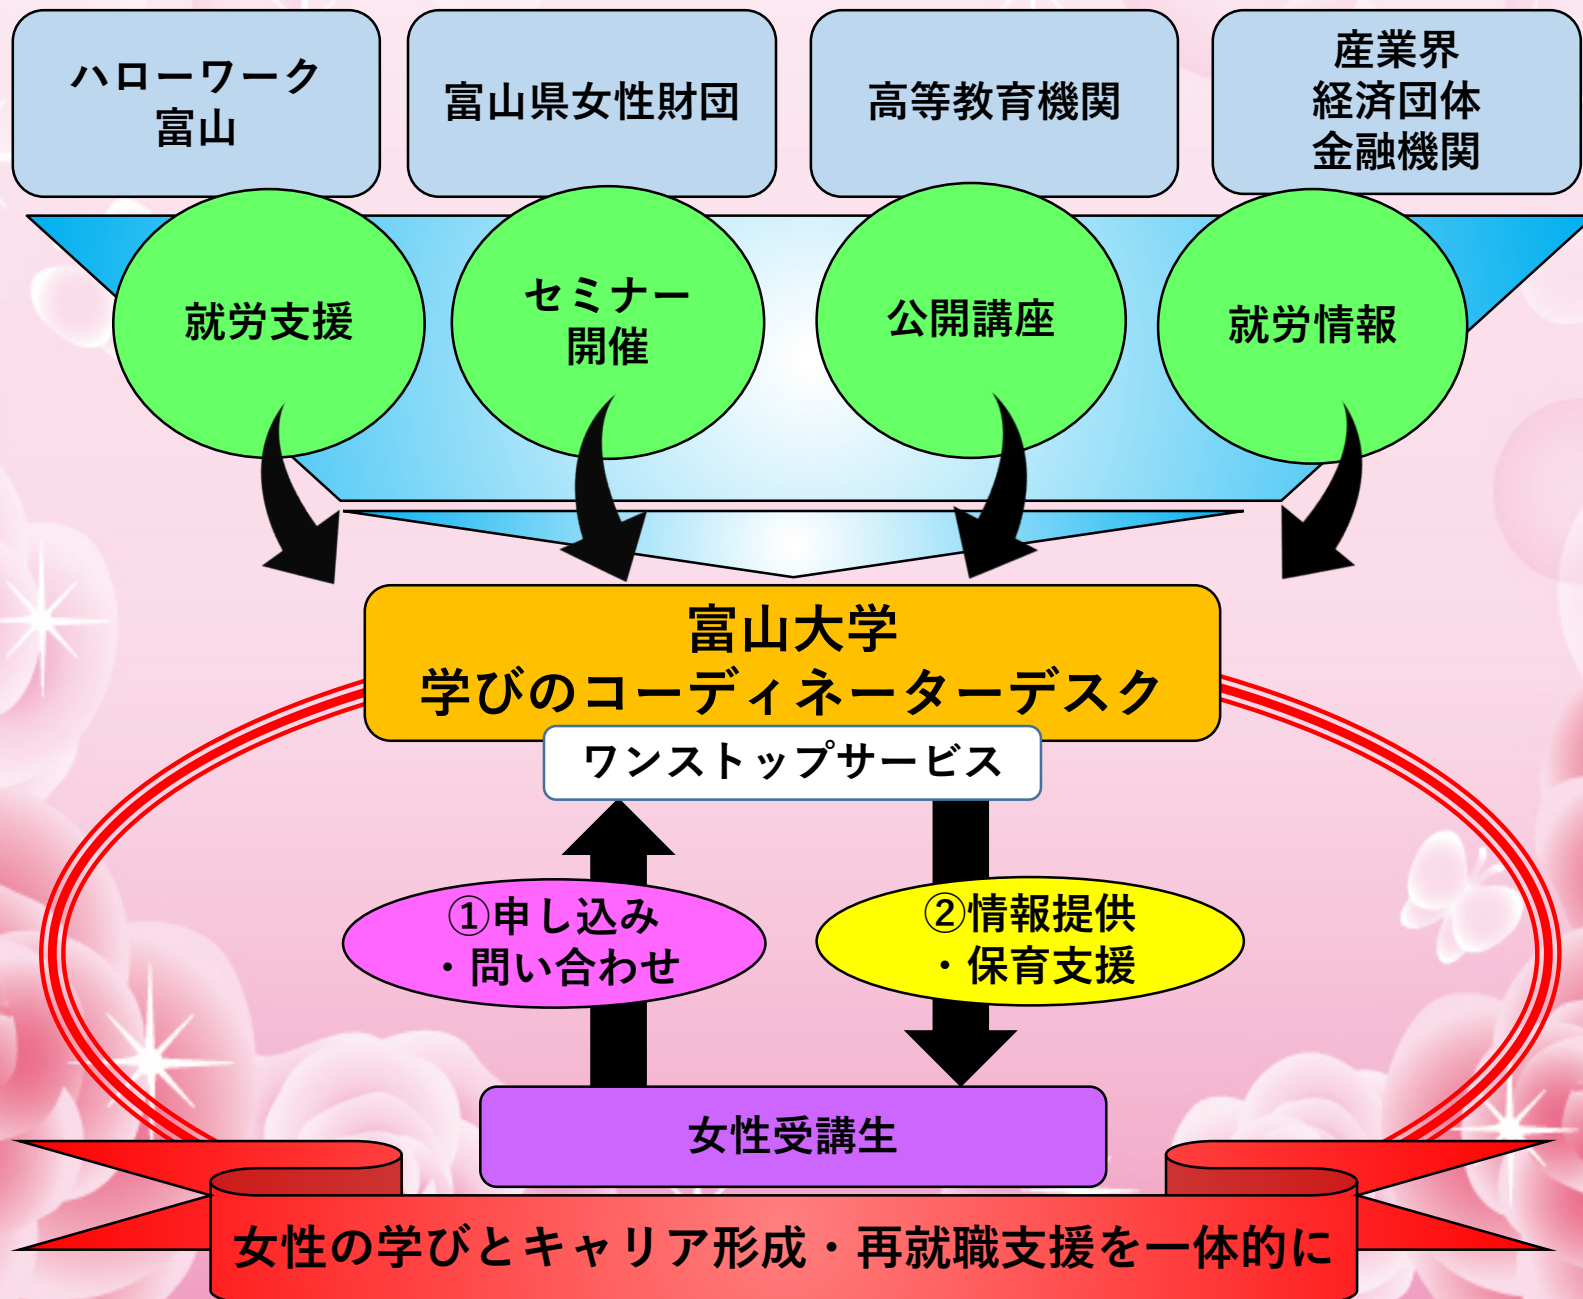 ハローワーク
富山
富山県女性財団
高等教育機関
産業界
経済団体
金融機関
就労支援
セミナー
開催
公開講座
就労情報
富山大学
学びのコーディネーターデスク
ワンストップサービス
①申し込み
・問い合わせ
②情報提供
・保育支援
女性受講生
女性の学びとキャリア形成・再就職支援を一体的に